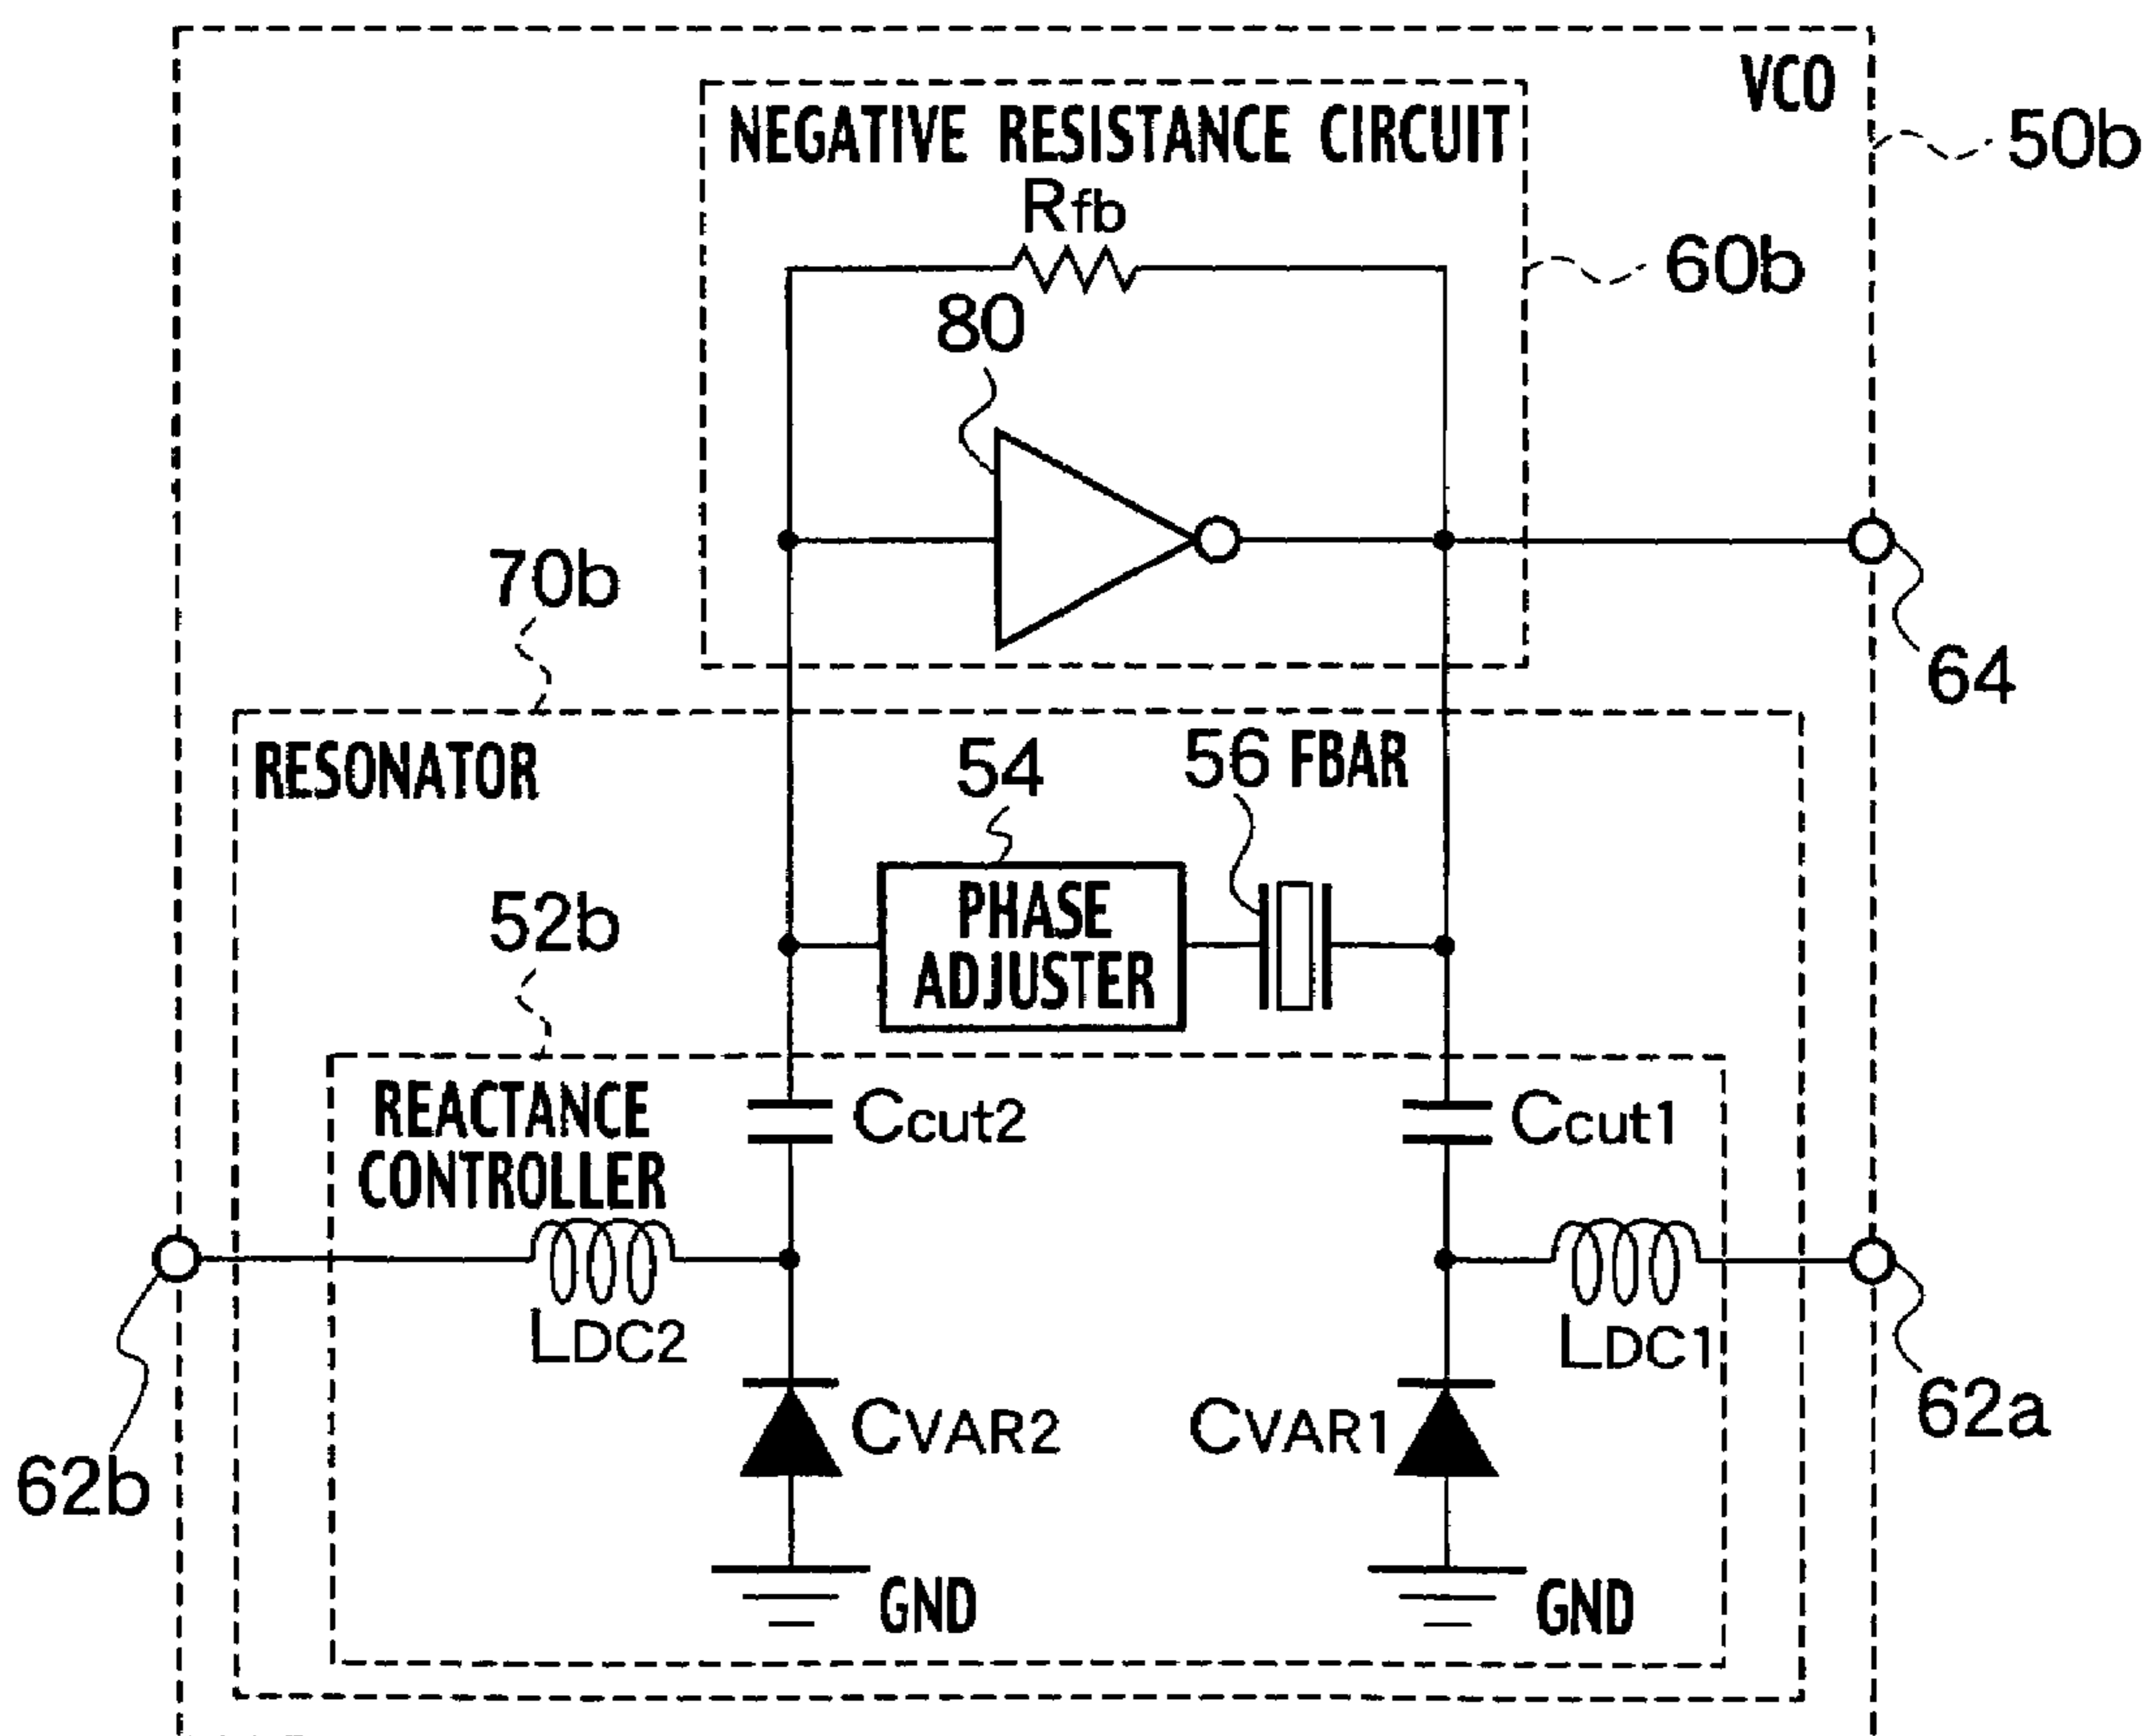 VCO
50b
NEGATIVE RESISTANCE CIRCUIT
Rfb
60b
80
70b
64
RESONATOR
54
56 FBAR
PHASE
ADJUSTER
52b
REACTANCE
CONTROLLER
Ccut2
Ccut1
LDC2
LDC1
CVAR2
CVAR1
62a
62b
GND
GND